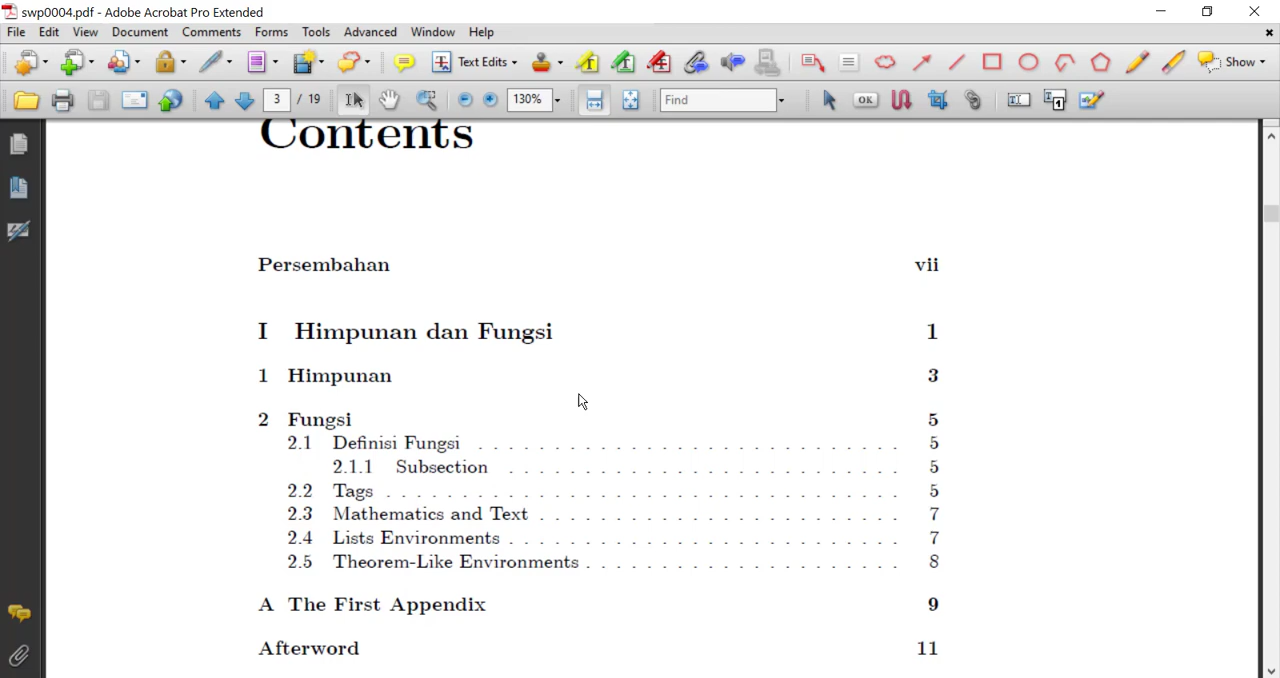 swp0004.pdf - Adobe Acrobat Pro Extended
File Edit View Document Comments Forms Tools Advanced Window Help
Text Edits Show
3 / 19 130% Find OK
Contents
Persembahan vii
I Himpunan dan Fungsi 1
1 Himpunan 3
2 Fungsi 5
2.1 Definisi Fungsi . . . . . . . . . . . . . . . . . . . . . . . . . . . . 5
2.1.1 Subsection . . . . . . . . . . . . . . . . . . . . . . . . . . 5
2.2 Tags . . . . . . . . . . . . . . . . . . . . . . . . . . . . . . . . . . 5
2.3 Mathematics and Text . . . . . . . . . . . . . . . . . . . . . . . . 7
2.4 Lists Environments . . . . . . . . . . . . . . . . . . . . . . . . . . 7
2.5 Theorem-Like Environments . . . . . . . . . . . . . . . . . . . . . 8
A The First Appendix 9
Afterword 11